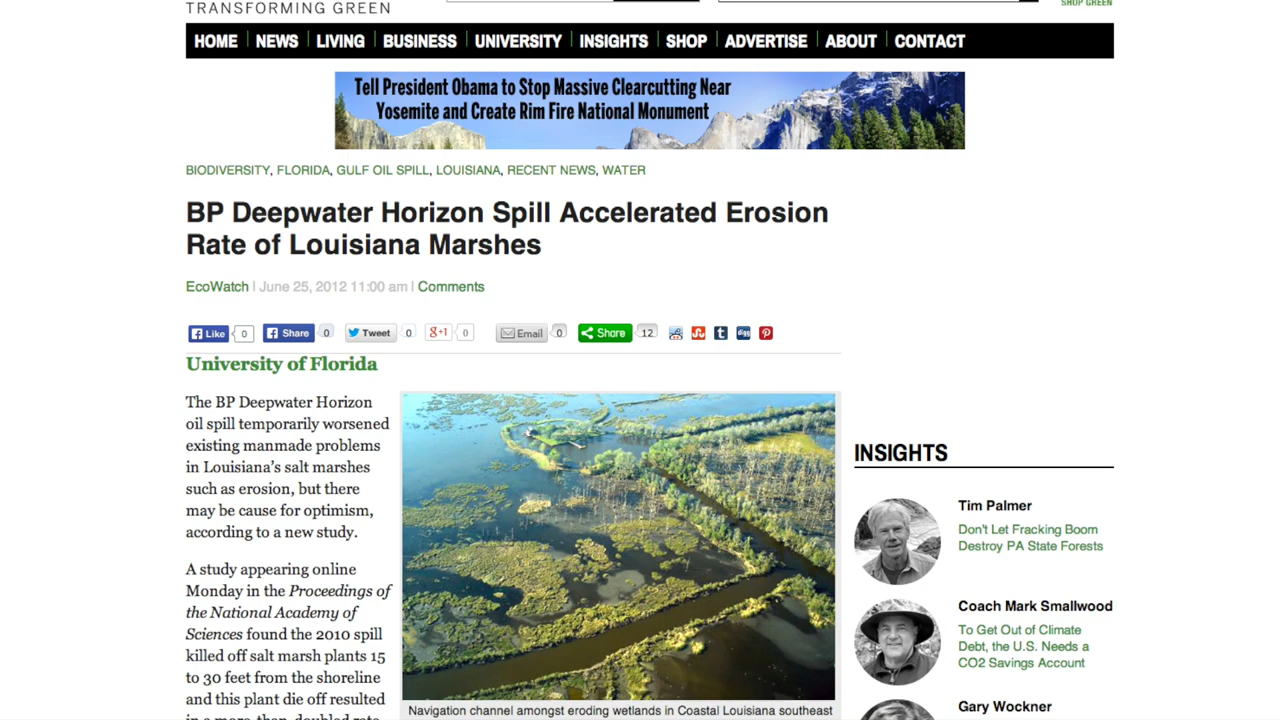 TRANSFORMING GREEN
SHOP GREEN
HOME NEWS LIVING BUSINESS UNIVERSITY INSIGHTS SHOP ADVERTISE ABOUT CONTACT
Tell President Obama to Stop Massive Clearcutting Near
Yosemite and Create Rim Fire National Monument
BIODIVERSITY, FLORIDA, GULF OIL SPILL, LOUISIANA, RECENT NEWS, WATER
BP Deepwater Horizon Spill Accelerated Erosion
Rate of Louisiana Marshes
EcoWatch | June 25, 2012 11:00 am | Comments
Like 0 Share 0 Tweet 0 g+1 0 Email 0 Share 12
University of Florida
The BP Deepwater Horizon
oil spill temporarily worsened
existing manmade problems
in Louisiana's salt marshes
such as erosion, but there
may be cause for optimism,
according to a new study.
A study appearing online
Monday in the Proceedings of
the National Academy of
Sciences found the 2010 spill
killed off salt marsh plants 15
to 30 feet from the shoreline
and this plant die off resulted
in a more-than-doubled rate
Navigation channel amongst eroding wetlands in Coastal Louisiana southeast
INSIGHTS
Tim Palmer
Don't Let Fracking Boom
Destroy PA State Forests
Coach Mark Smallwood
To Get Out of Climate
Debt, the U.S. Needs a
CO2 Savings Account
Gary Wockner